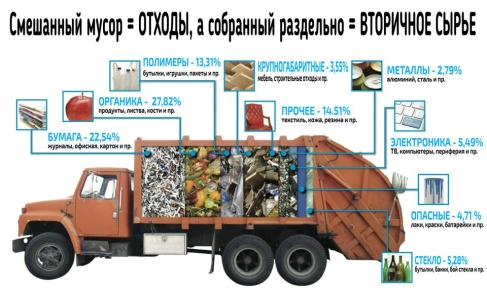 Смешанный мусор = ОТХОДЫ, а собранный раздельно = ВТОРИЧНОЕ СЫРЬЕ
ПОЛИМЕРЫ - 13,31%
бутылки, игрушки, пакеты и пр.
КРУПНОГАБАРИТНЫЕ - 3,55%
мебель, строительные отходы и пр.
МЕТАЛЛЫ - 2,79%
алюминий, сталь и пр.
ОРГАНИКА - 27,82%
продукты, листва, кости и пр.
ПРОЧЕЕ - 14.51%
текстиль, кожа, резина и пр.
БУМАГА - 22,54%
журналы, офисная, картон и пр.
ЭЛЕКТРОНИКА - 5,49%
ТВ, компьютеры, периферия и пр.
ОПАСНЫЕ - 4,71 %
лаки, краски, батарейки и пр.
СТЕКЛО - 5,28%
бутылки, банки, бой стекла и пр.